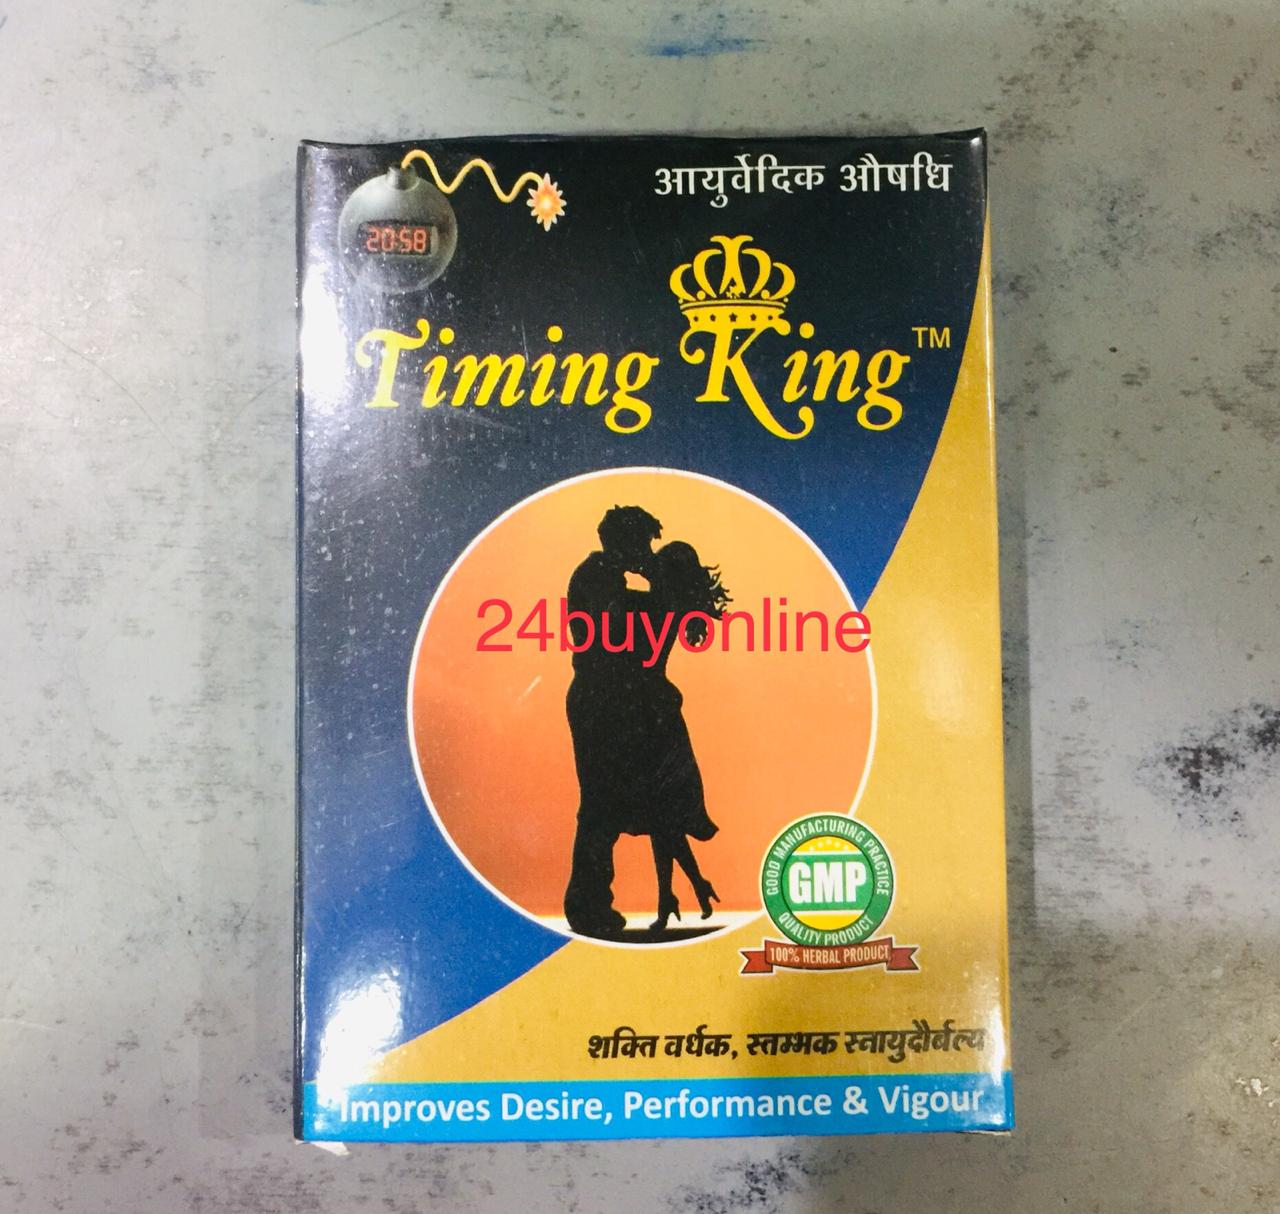 आयुर्वेदिक औषधि
20:58
Timing King™
24buyonline
GOOD MANUFACTURING PRACTICE
GMP
QUALITY PRODUCT
100% HERBAL PRODUCT
शक्ति वर्धक, स्तम्भक स्नायुदौर्बल्य
Improves Desire, Performance & Vigour